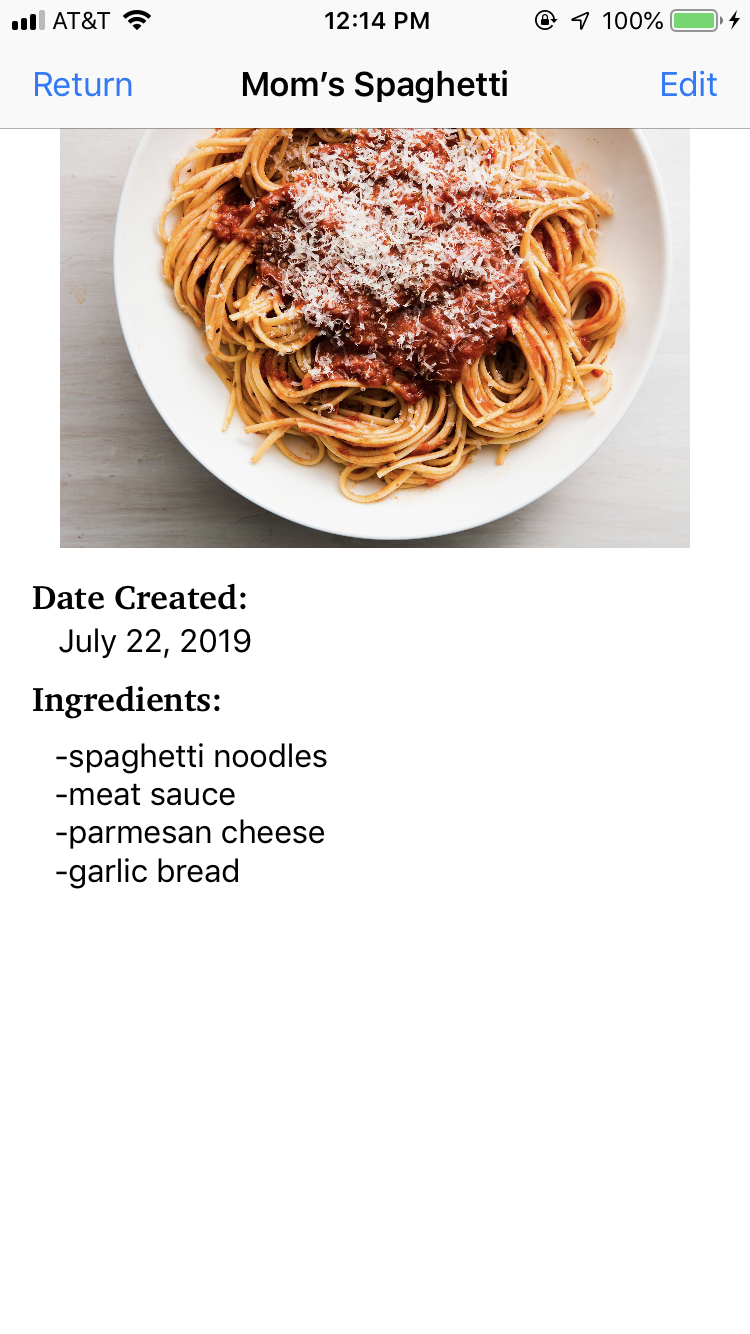 AT&T 12:14 PM 100%
Return Mom’s Spaghetti Edit
Date Created:
July 22, 2019
Ingredients:
-spaghetti noodles
-meat sauce
-parmesan cheese
-garlic bread